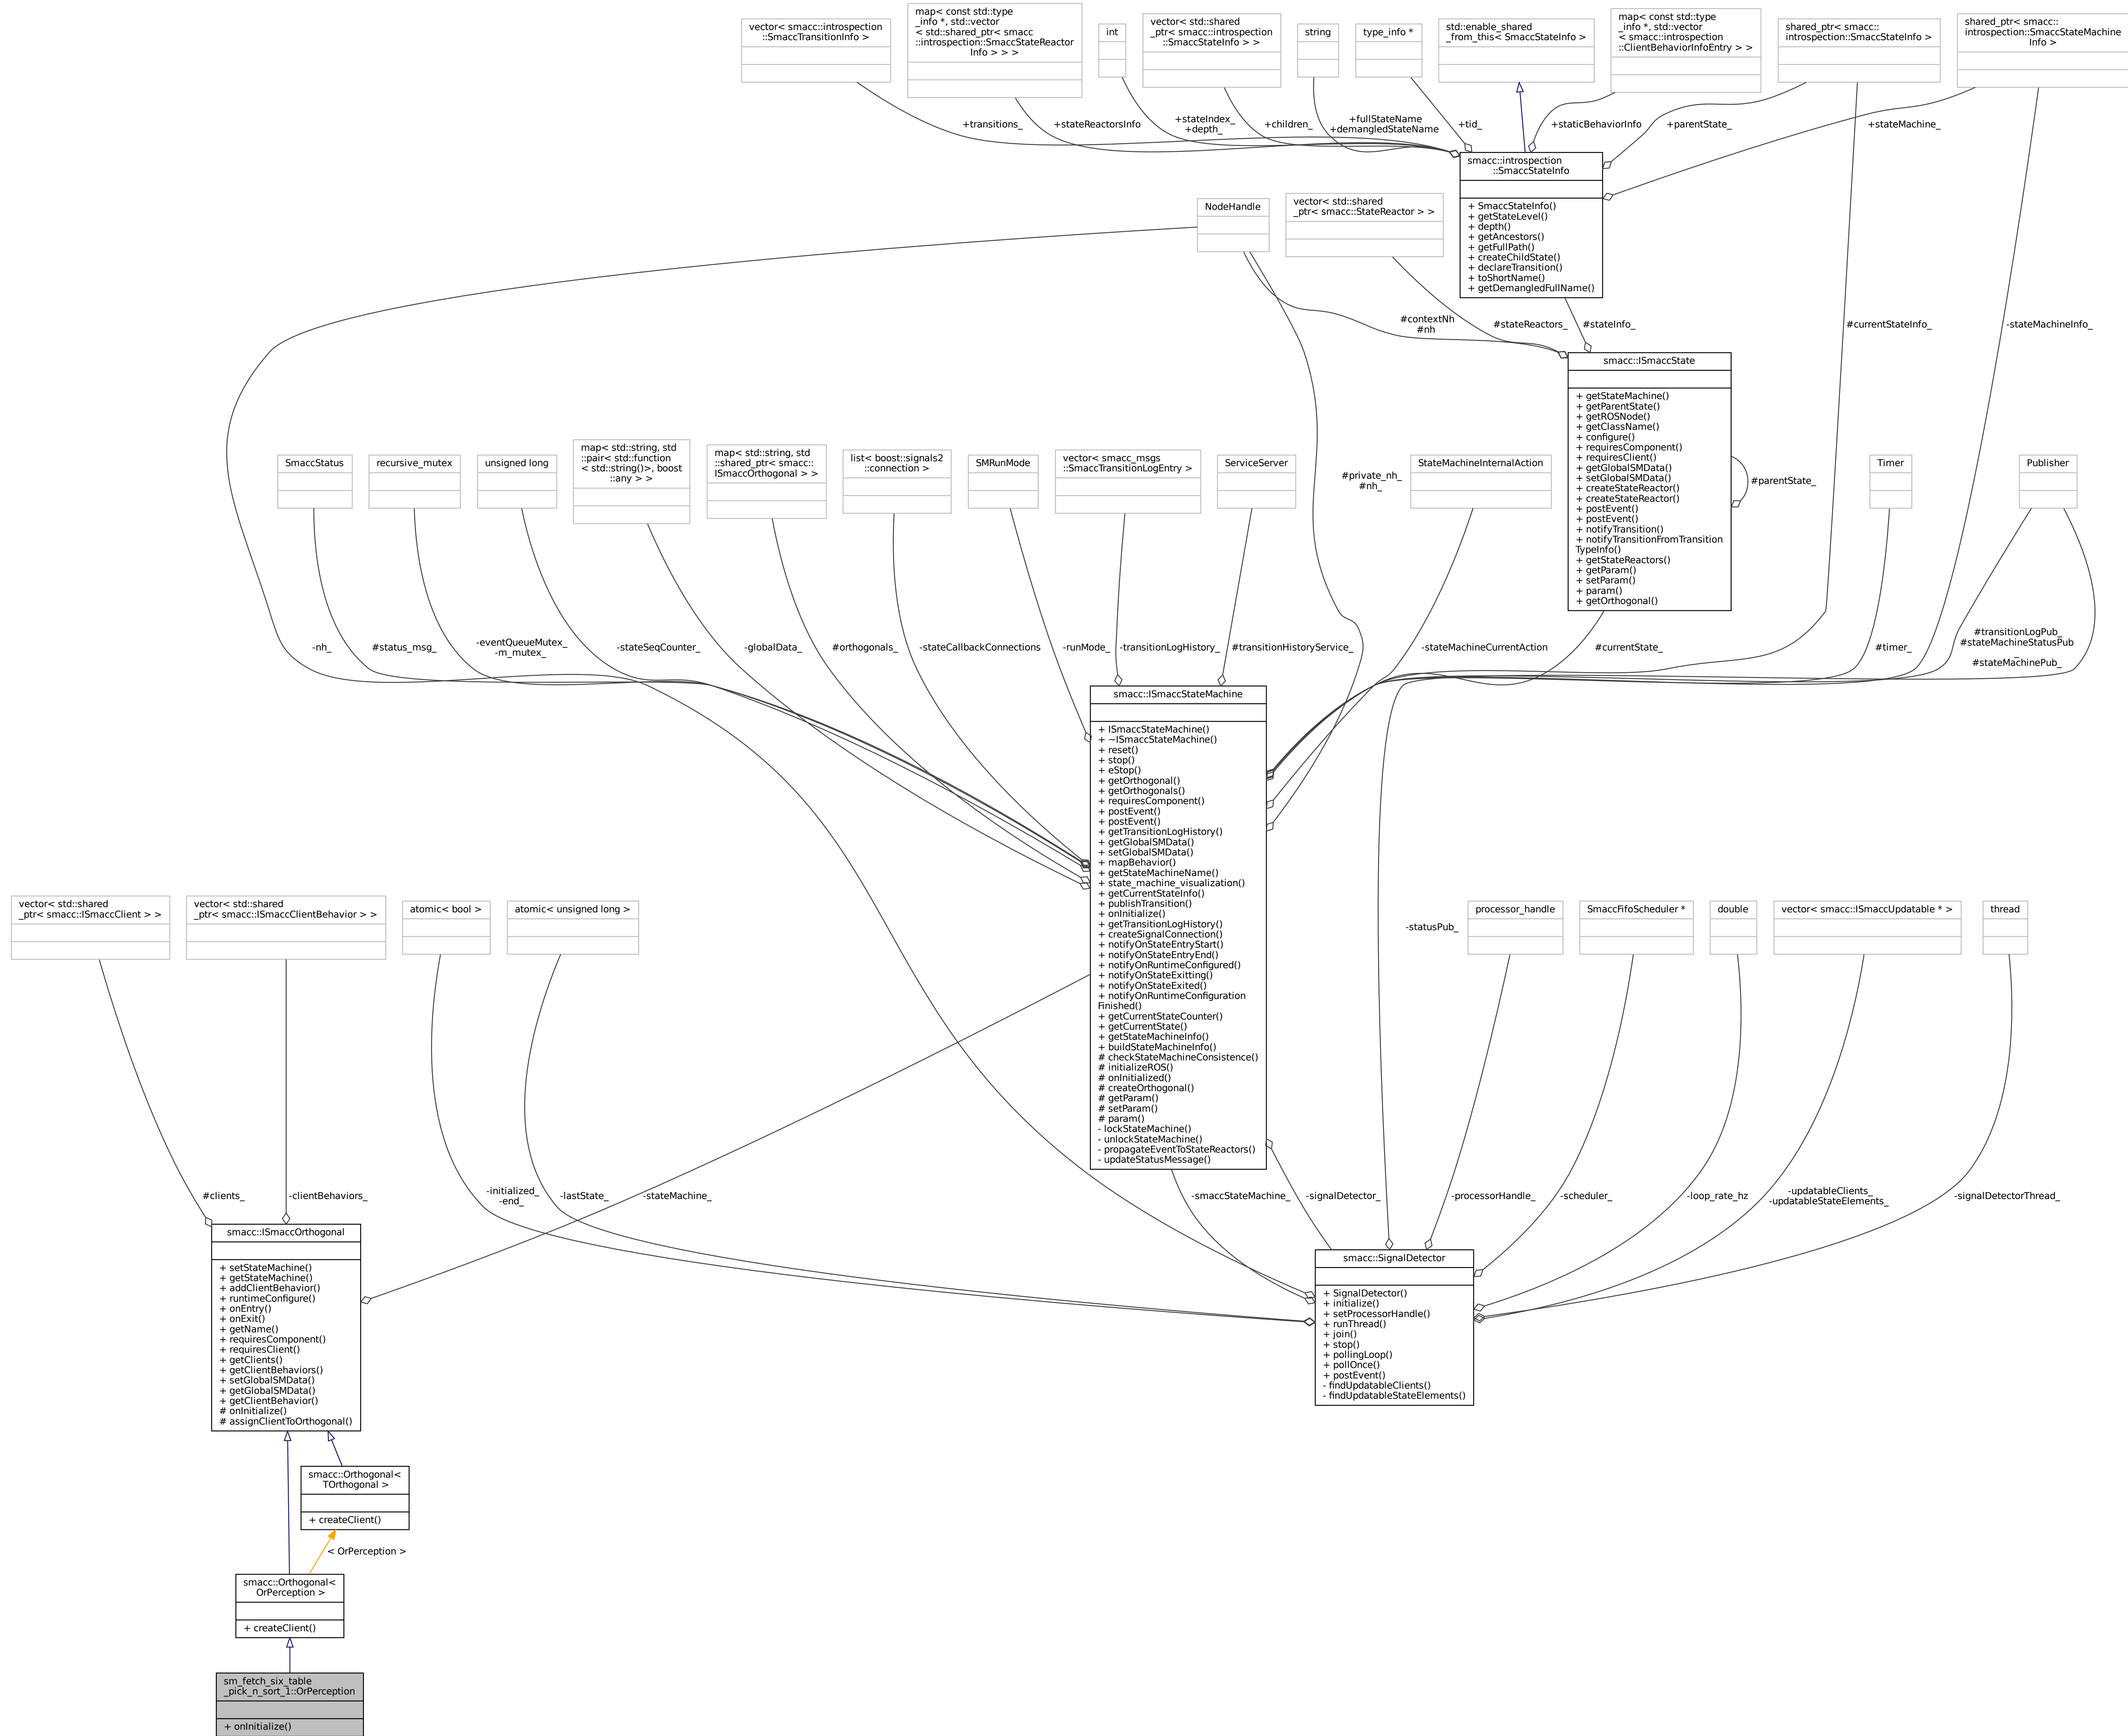 vector< smacc::introspection
::SmaccTransitionInfo >
map< const std::type
_info *, std::vector
< std::shared_ptr< smacc
::introspection::SmaccStateReactor
Info > > >
int
vector< std::shared
_ptr< smacc::introspection
::SmaccStateInfo > >
string
type_info *
std::enable_shared
_from_this< SmaccStateInfo >
map< const std::type
_info *, std::vector
< smacc::introspection
::ClientBehaviorInfoEntry > >
shared_ptr< smacc::
introspection::SmaccStateInfo >
shared_ptr< smacc::
introspection::SmaccStateMachine
Info >
+transitions_
+stateReactorsInfo
+stateIndex_
+depth_
+children_
+fullStateName
+demangledStateName
+tid_
+staticBehaviorInfo
+parentState_
+stateMachine_
smacc::introspection
::SmaccStateInfo
+ SmaccStateInfo()
+ getStateLevel()
+ depth()
+ getAncestors()
+ getFullPath()
+ createChildState()
+ declareTransition()
+ toShortName()
+ getDemangledFullName()
NodeHandle
vector< std::shared
_ptr< smacc::StateReactor > >
#contextNh
#nh
#stateReactors_
#stateInfo_
#currentStateInfo_
-stateMachineInfo_
smacc::ISmaccState
+ getStateMachine()
+ getParentState()
+ getROSNode()
+ getClassName()
+ configure()
+ requiresComponent()
+ requiresClient()
+ getGlobalSMData()
+ setGlobalSMData()
+ createStateReactor()
+ createStateReactor()
+ postEvent()
+ postEvent()
+ notifyTransition()
+ notifyTransitionFromTransition
TypeInfo()
+ getStateReactors()
+ getParam()
+ setParam()
+ param()
+ getOrthogonal()
#parentState_
SmaccStatus
recursive_mutex
unsigned long
map< std::string, std
::pair< std::function
< std::string()>, boost
::any > >
map< std::string, std
::shared_ptr< smacc::
ISmaccOrthogonal > >
list< boost::signals2
::connection >
SMRunMode
vector< smacc_msgs
::SmaccTransitionLogEntry >
ServiceServer
#private_nh_
#nh_
StateMachineInternalAction
Timer
Publisher
-nh_
#status_msg_
-eventQueueMutex_
-m_mutex_
-stateSeqCounter_
-globalData_
#orthogonals_
-stateCallbackConnections
-runMode_
-transitionLogHistory_
#transitionHistoryService_
-stateMachineCurrentAction
#currentState_
#timer_
#transitionLogPub_
#stateMachineStatusPub
_
#stateMachinePub_
smacc::ISmaccStateMachine
+ ISmaccStateMachine()
+ ~ISmaccStateMachine()
+ reset()
+ stop()
+ eStop()
+ getOrthogonal()
+ getOrthogonals()
+ requiresComponent()
+ postEvent()
+ postEvent()
+ getTransitionLogHistory()
+ getGlobalSMData()
+ setGlobalSMData()
+ mapBehavior()
+ getStateMachineName()
+ state_machine_visualization()
+ getCurrentStateInfo()
+ publishTransition()
+ onInitialize()
+ getTransitionLogHistory()
+ createSignalConnection()
+ notifyOnStateEntryStart()
+ notifyOnStateEntryEnd()
+ notifyOnRuntimeConfigured()
+ notifyOnStateExitting()
+ notifyOnStateExited()
+ notifyOnRuntimeConfiguration
Finished()
+ getCurrentStateCounter()
+ getCurrentState()
+ getStateMachineInfo()
+ buildStateMachineInfo()
# checkStateMachineConsistence()
# initializeROS()
# onInitialized()
# createOrthogonal()
# getParam()
# setParam()
# param()
- lockStateMachine()
- unlockStateMachine()
- propagateEventToStateReactors()
- updateStatusMessage()
vector< std::shared
_ptr< smacc::ISmaccClient > >
vector< std::shared
_ptr< smacc::ISmaccClientBehavior > >
atomic< bool >
atomic< unsigned long >
-statusPub_
processor_handle
SmaccFifoScheduler *
double
vector< smacc::ISmaccUpdatable * >
thread
#clients_
-clientBehaviors_
-initialized_
-end_
-lastState_
-stateMachine_
-smaccStateMachine_
-signalDetector_
-processorHandle_
-scheduler_
-loop_rate_hz
-updatableClients_
-updatableStateElements_
-signalDetectorThread_
smacc::ISmaccOrthogonal
+ setStateMachine()
+ getStateMachine()
+ addClientBehavior()
+ runtimeConfigure()
+ onEntry()
+ onExit()
+ getName()
+ requiresComponent()
+ requiresClient()
+ getClients()
+ getClientBehaviors()
+ setGlobalSMData()
+ getGlobalSMData()
+ getClientBehavior()
# onInitialize()
# assignClientToOrthogonal()
smacc::SignalDetector
+ SignalDetector()
+ initialize()
+ setProcessorHandle()
+ runThread()
+ join()
+ stop()
+ pollingLoop()
+ pollOnce()
+ postEvent()
- findUpdatableClients()
- findUpdatableStateElements()
smacc::Orthogonal<
TOrthogonal >
+ createClient()
< OrPerception >
smacc::Orthogonal<
OrPerception >
+ createClient()
sm_fetch_six_table
_pick_n_sort_1::OrPerception
+ onInitialize()